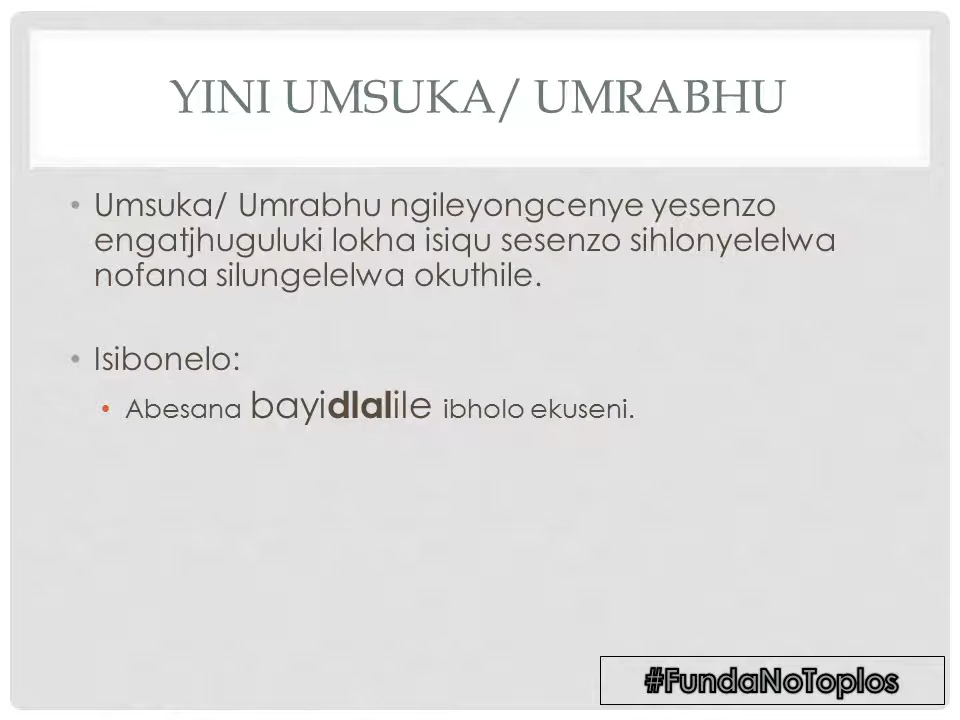 YINI UMSUKA/ UMRABHU
• Umsuka/ Umrabhu ngileyongcenye yesenzo
engatjhuguluki lokha isiqu sesenzo sihlonyelelwa
nofana silungelelwa okuthile.
• Isibonelo:
• Abesana bayidlalile ibholo ekuseni.
#FundaNoToplos